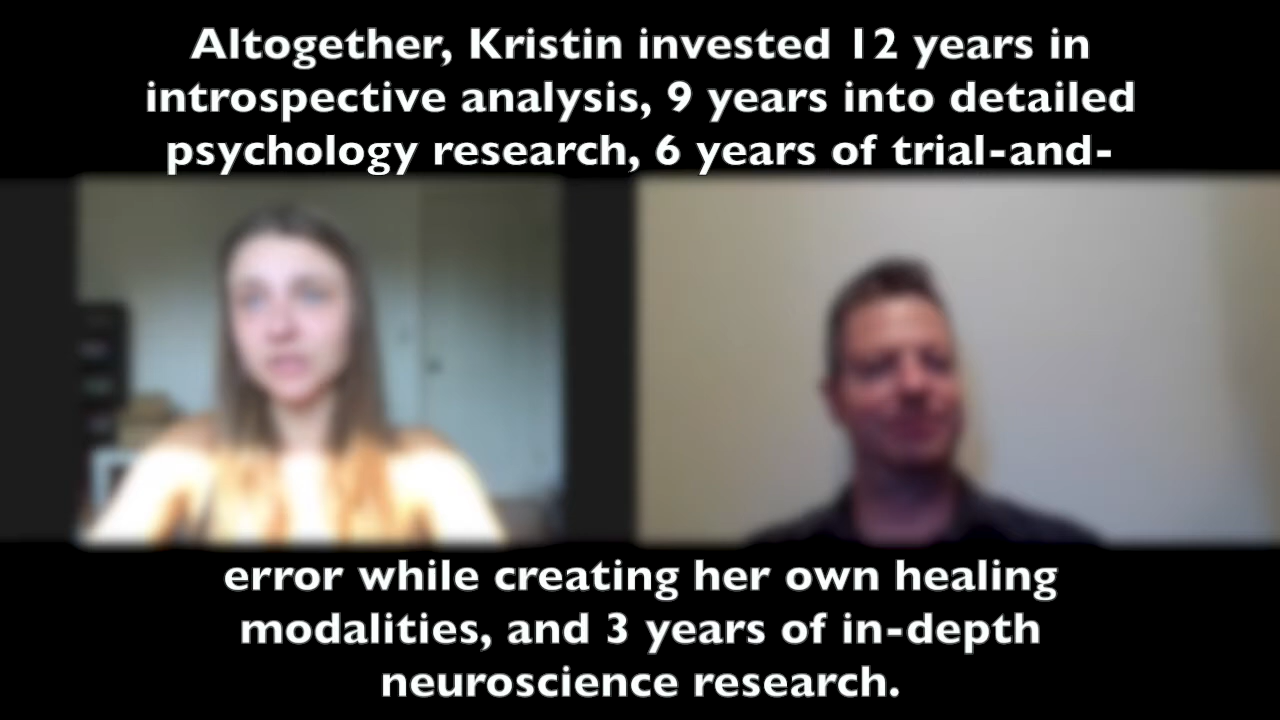 Altogether, Kristin invested 12 years in
introspective analysis, 9 years into detailed
psychology research, 6 years of trial-and-
error while creating her own healing
modalities, and 3 years of in-depth
neuroscience research.